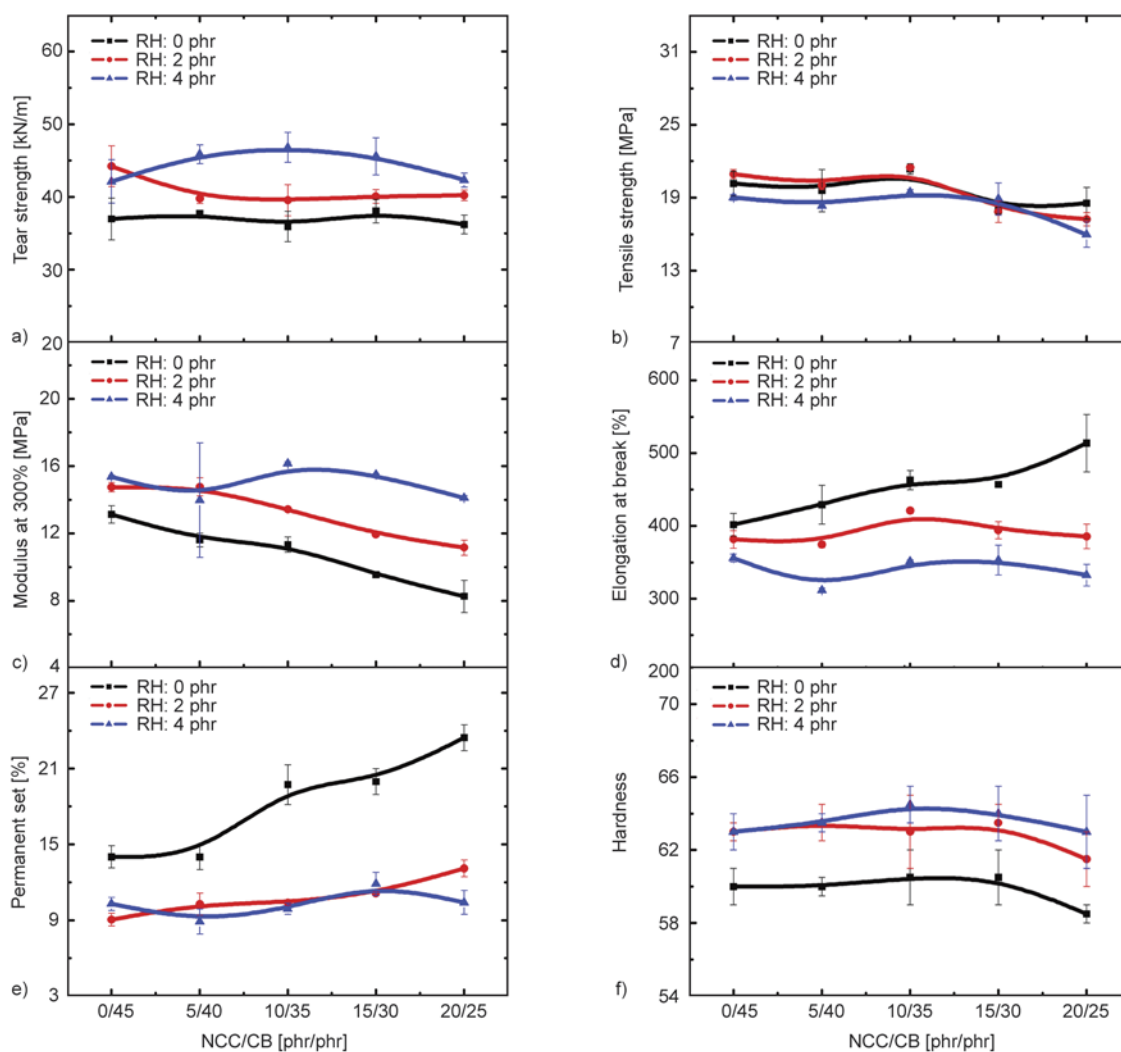 RH: 0 phr
RH: 2 phr
RH: 4 phr
60
50
40
30
20
Tear strength [kN/m]
a)
RH: 0 phr
RH: 2 phr
RH: 4 phr
31
25
19
13
7
Tensile strength [MPa]
b)
RH: 0 phr
RH: 2 phr
RH: 4 phr
20
16
12
8
4
Modulus at 300% [MPa]
c)
RH: 0 phr
RH: 2 phr
RH: 4 phr
600
500
400
300
200
Elongation at break [%]
d)
RH: 0 phr
RH: 2 phr
RH: 4 phr
27
21
15
9
3
Permanent set [%]
e)
0/45 5/40 10/35 15/30 20/25
NCC/CB [phr/phr]
RH: 0 phr
RH: 2 phr
RH: 4 phr
70
66
62
58
54
Hardness
f)
0/45 5/40 10/35 15/30 20/25
NCC/CB [phr/phr]